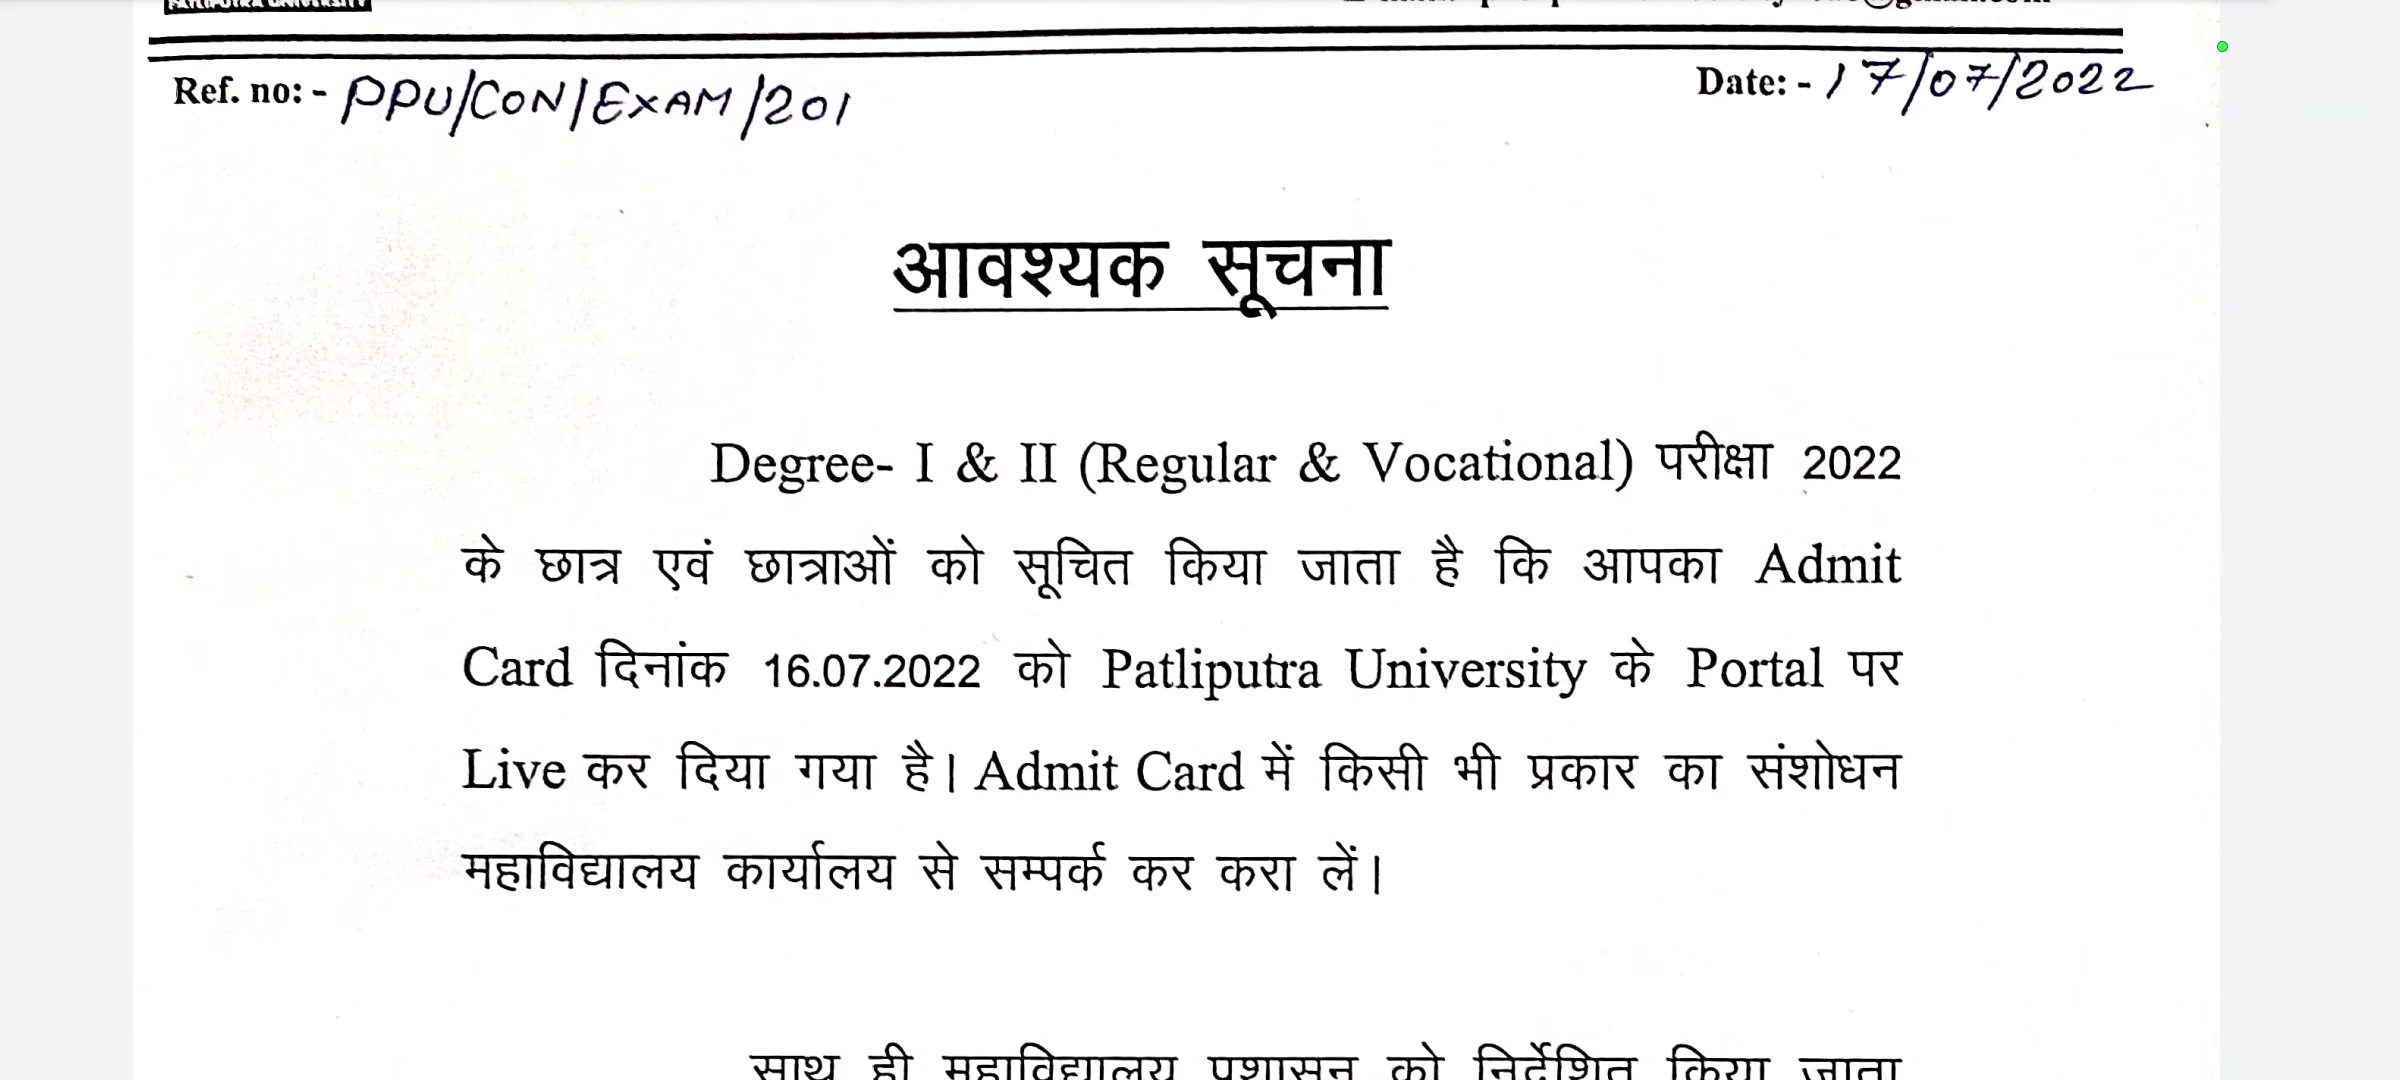 PATLIPUTRA UNIVERSITY
Ref. no: - PPU/CON/EXAM/201
Date: - 17/07/2022
आवश्यक सूचना
Degree- I & II (Regular & Vocational) परीक्षा 2022
के छात्र एवं छात्राओं को सूचित किया जाता है कि आपका Admit
Card दिनांक 16.07.2022 को Patliputra University के Portal पर
Live कर दिया गया है। Admit Card में किसी भी प्रकार का संशोधन
महाविद्यालय कार्यालय से सम्पर्क कर करा लें।
साथ ही महाविद्यालय प्रशासन को निर्देशित किया जाता